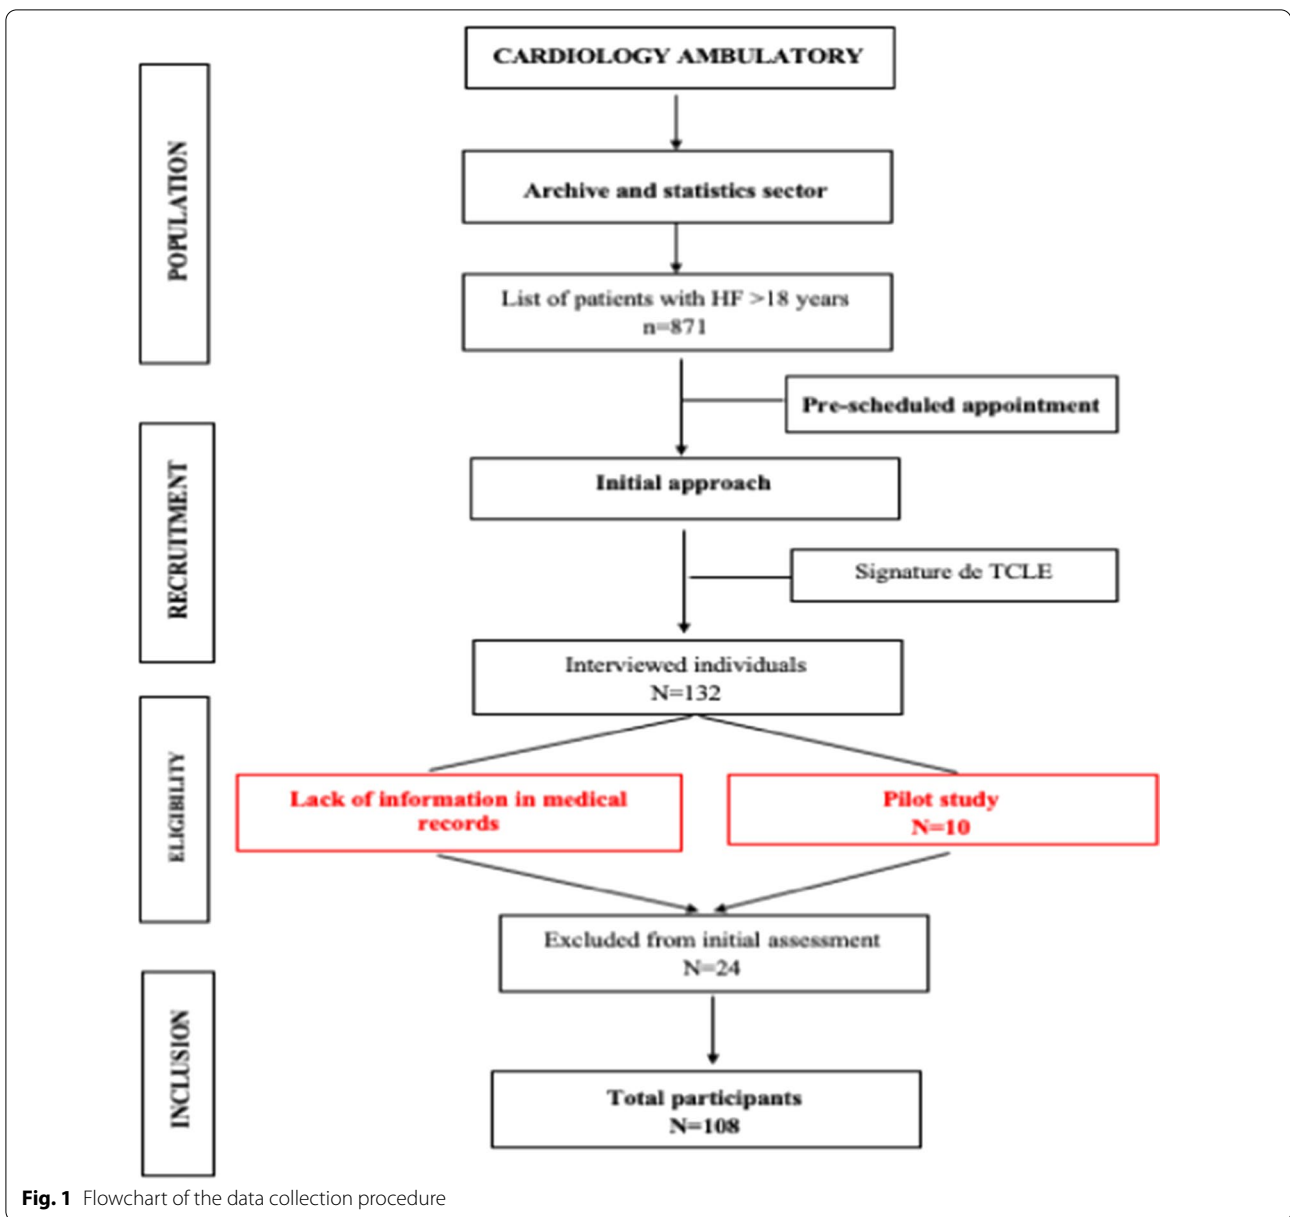 CARDIOLOGY AMBULATORY
POPULATION
Archive and statistics sector
List of patients with HF >18 years
n=871
Pre-scheduled appointment
RECRUITMENT
Initial approach
Signature de TCLE
Interviewed individuals
N=132
ELIGIBILITY
Lack of information in medical
records
Pilot study
N=10
Excluded from initial assessment
N=24
INCLUSION
Total participants
N=108
Fig. 1 Flowchart of the data collection procedure